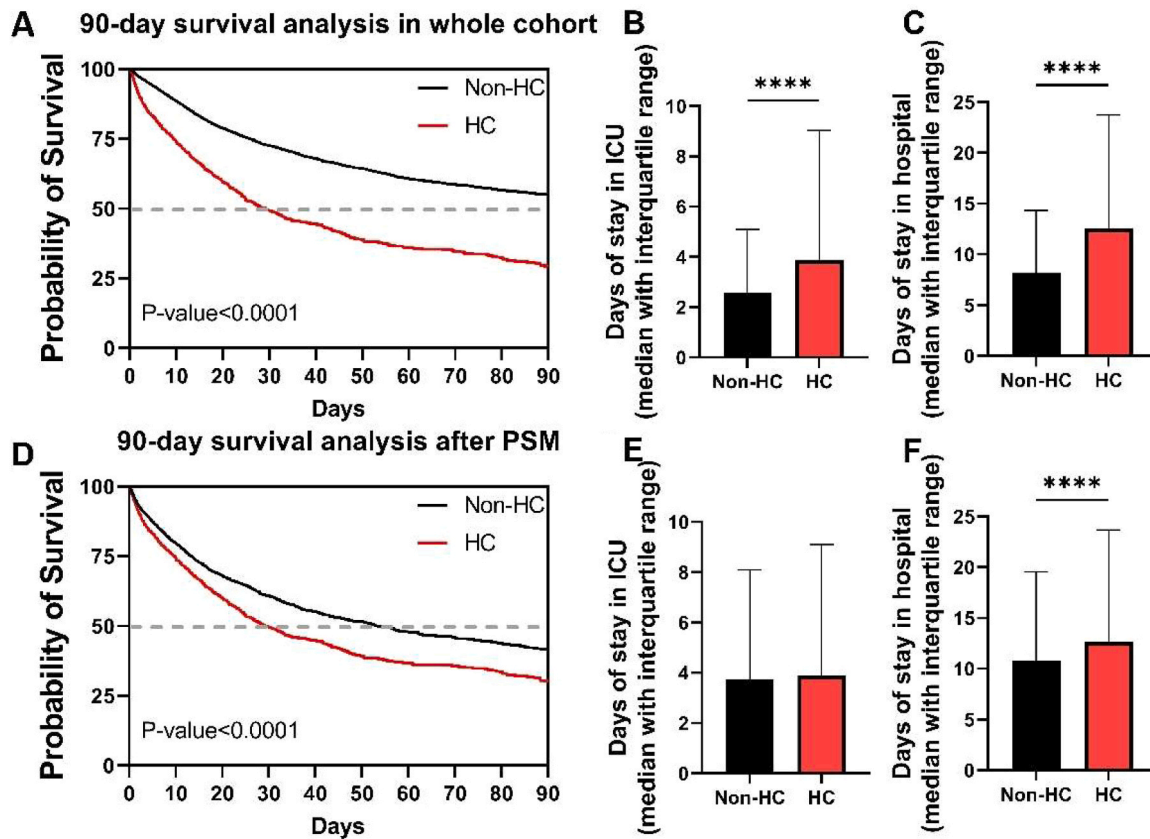 A
90-day survival analysis in whole cohort
Probability of Survival
100
75
50
25
0
Non-HC
HC
P-value<0.0001
0 10 20 30 40 50 60 70 80 90
Days
B
Days of stay in ICU
(median with interquartile range)
10
8
6
4
2
0
****
Non-HC HC
C
Days of stay in hospital
(median with interquartile range)
25
20
15
10
5
0
****
Non-HC HC
D
90-day survival analysis after PSM
Probability of Survival
100
75
50
25
0
Non-HC
HC
P-value<0.0001
0 10 20 30 40 50 60 70 80 90
Days
E
Days of stay in ICU
(median with interquartile range)
10
8
6
4
2
0
Non-HC HC
F
Days of stay in hospital
(median with interquartile range)
25
20
15
10
5
0
****
Non-HC HC